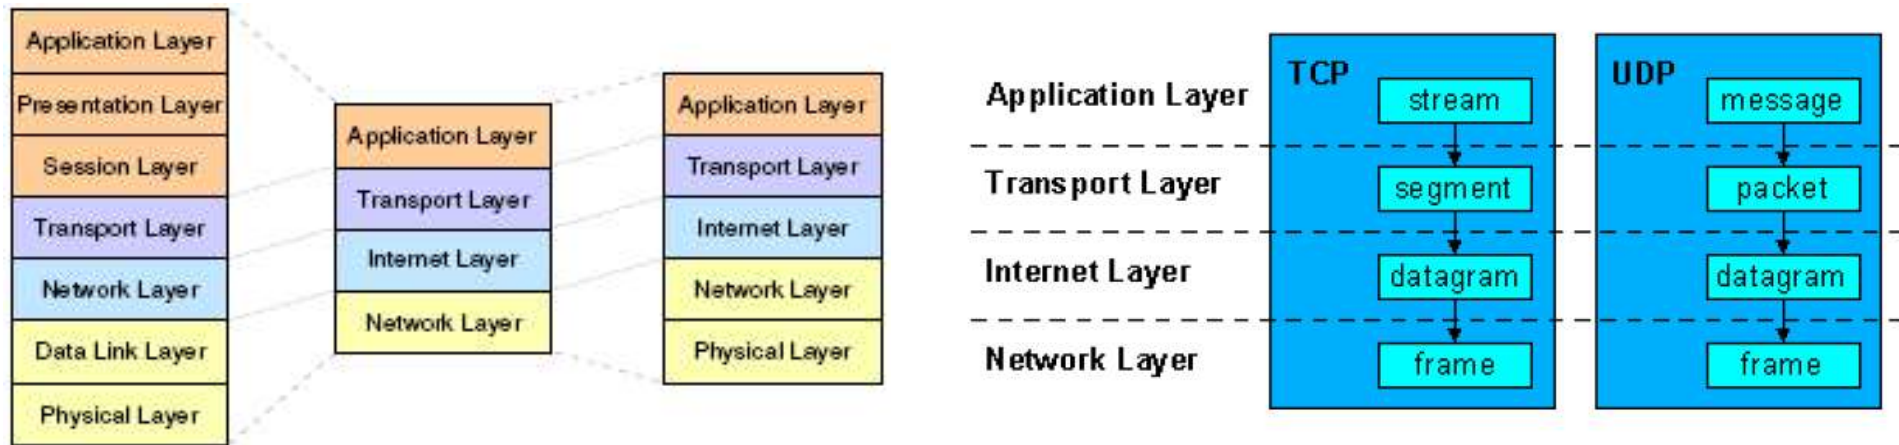 Application Layer
Presentation Layer
Session Layer
Transport Layer
Network Layer
Data Link Layer
Physical Layer
Application Layer
Transport Layer
Internet Layer
Network Layer
Application Layer
Transport Layer
Internet Layer
Network Layer
Physical Layer
Application Layer
Transport Layer
Internet Layer
Network Layer
TCP
stream
segment
datagram
frame
UDP
message
packet
datagram
frame